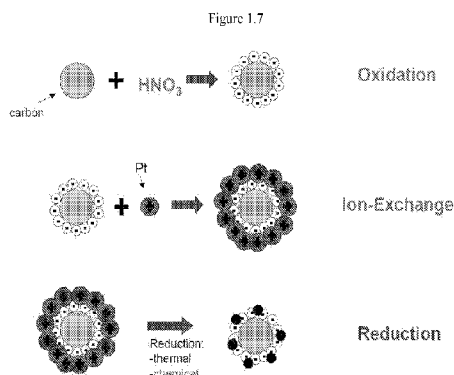 Figure 1.7
+ HNO₃ Oxidation
carbon
Pt
+ Ion-Exchange
Reduction:
-thermal
Reduction